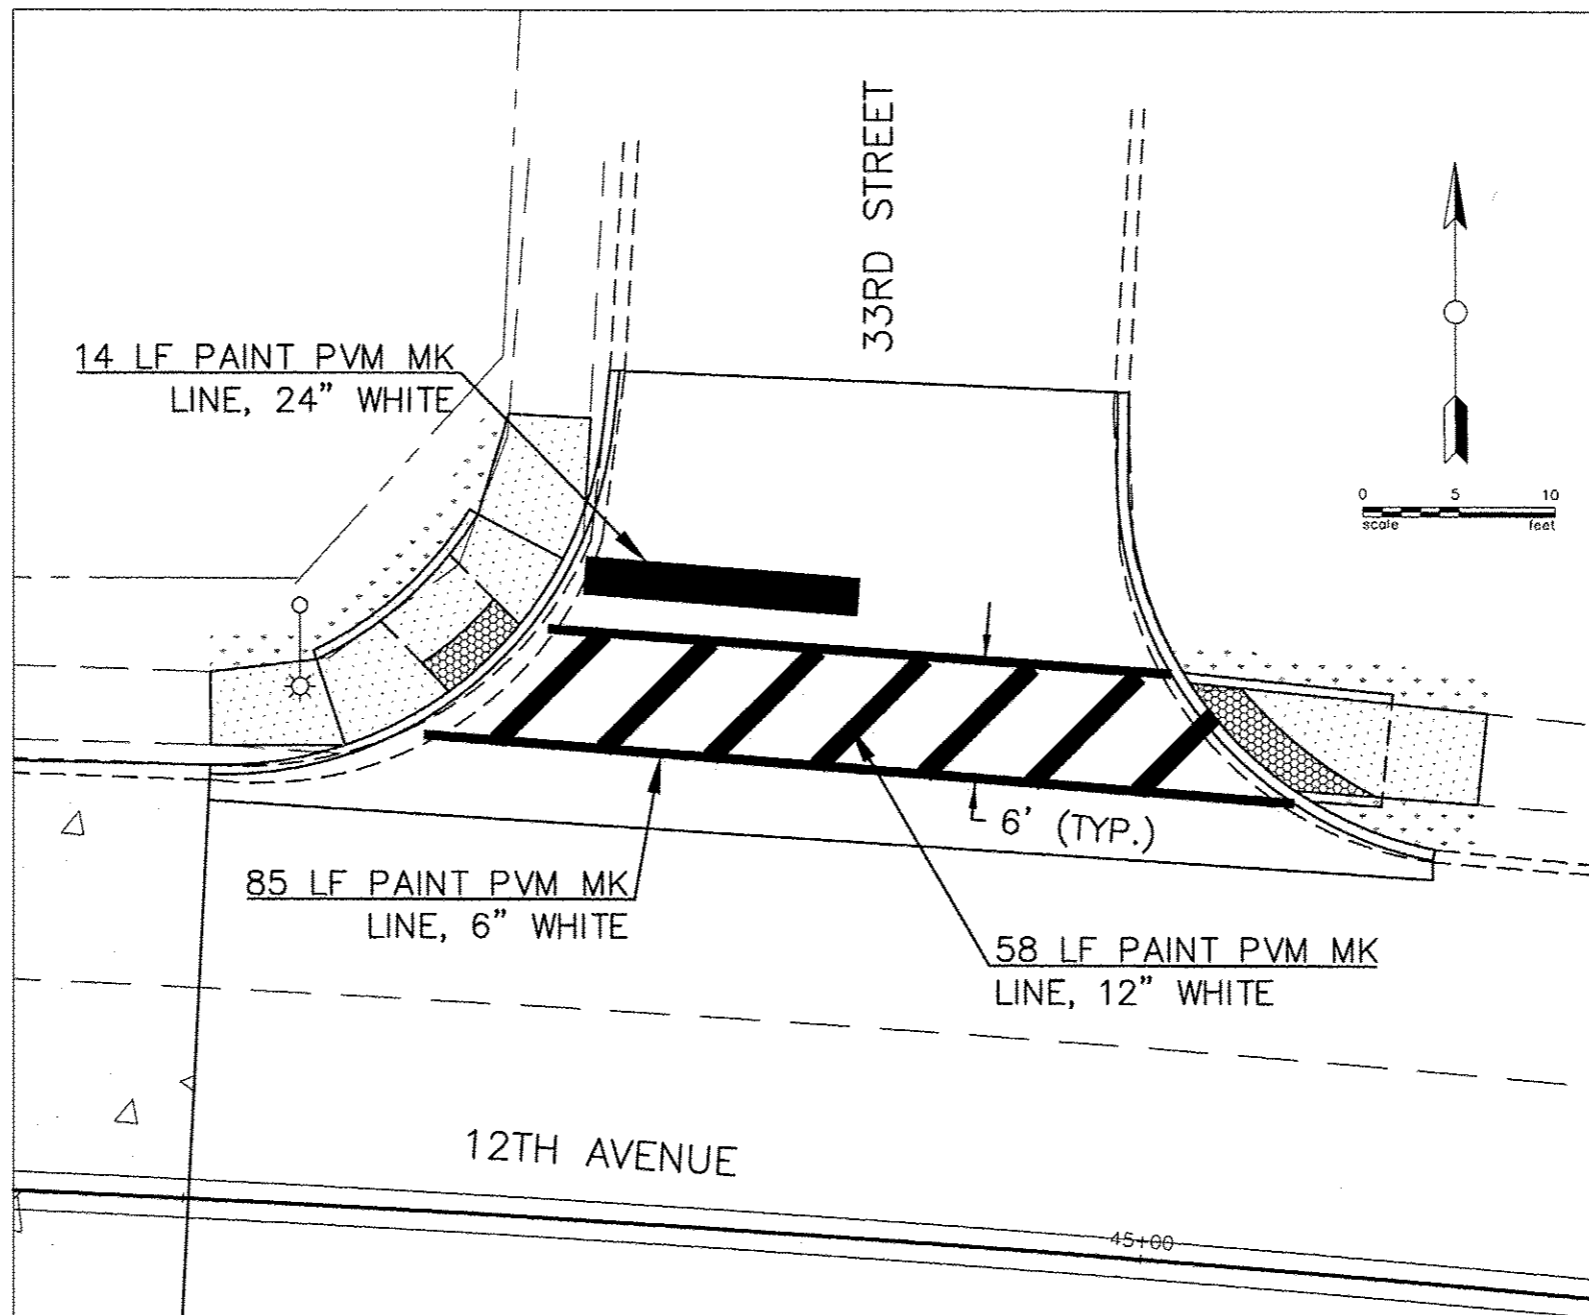 33RD STREET
14 LF PAINT PVM MK
LINE, 24" WHITE
0 5 10
scale feet
6' (TYP.)
85 LF PAINT PVM MK
LINE, 6" WHITE
58 LF PAINT PVM MK
LINE, 12" WHITE
12TH AVENUE
45+00